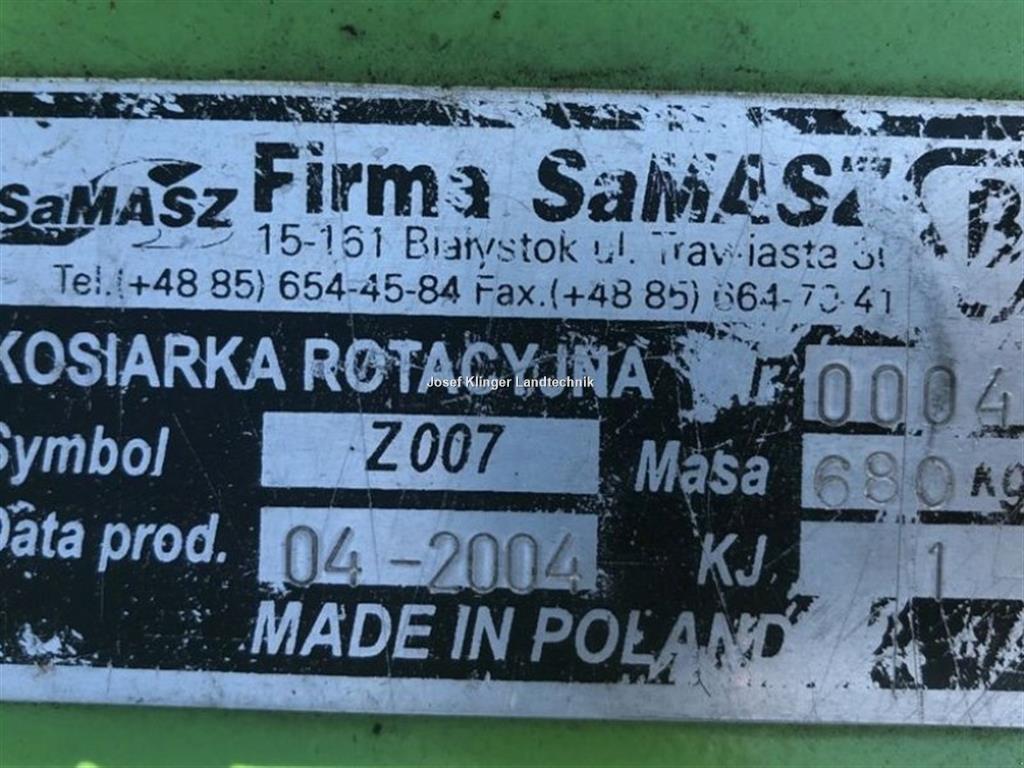 SaMASZ Firma SaMASZ B
15-161 Białystok ul. Trawiasta
Tel.(+48 85) 654-45-84 Fax.(+48 85) 664-70-41
KOSIARKA ROTACYJNA Nr 0004
Josef Klinger Landtechnik
Symbol Z007 Masa 680 kg
Data prod. 04-2004 KJ 1
MADE IN POLAND